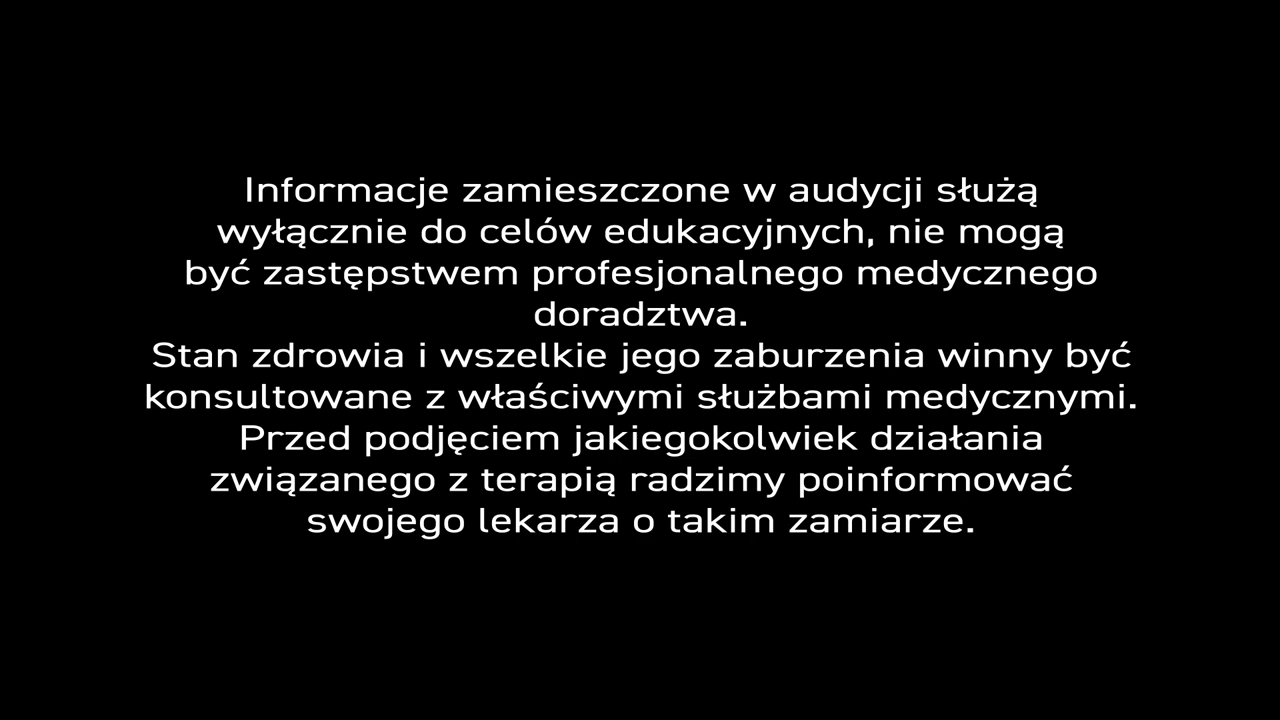 Informacje zamieszczone w audycji służą
wyłącznie do celów edukacyjnych, nie mogą
być zastępstwem profesjonalnego medycznego
doradztwa.
Stan zdrowia i wszelkie jego zaburzenia winny być
konsultowane z właściwymi służbami medycznymi.
Przed podjęciem jakiegokolwiek działania
związanego z terapią radzimy poinformować
swojego lekarza o takim zamiarze.